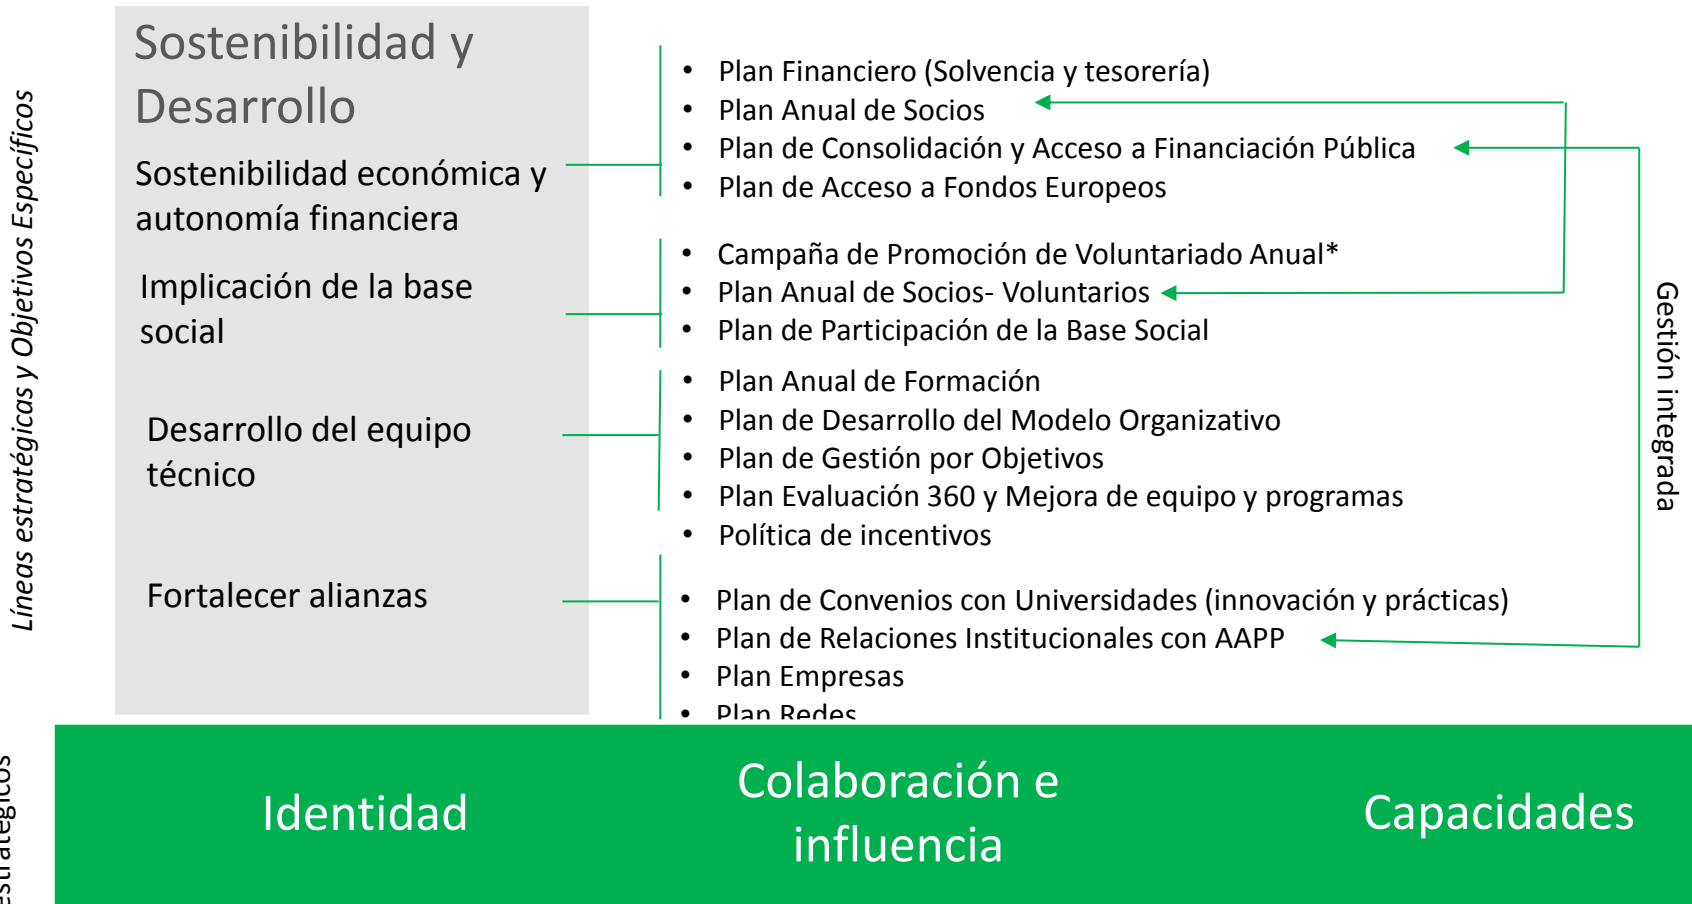 Líneas estratégicas y Objetivos Específicos
Sostenibilidad y
Desarrollo
Sostenibilidad económica y
autonomía financiera
• Plan Financiero (Solvencia y tesorería)
• Plan Anual de Socios
• Plan de Consolidación y Acceso a Financiación Pública
• Plan de Acceso a Fondos Europeos
Implicación de la base
social
• Campaña de Promoción de Voluntariado Anual*
• Plan Anual de Socios- Voluntarios
• Plan de Participación de la Base Social
Desarrollo del equipo
técnico
• Plan Anual de Formación
• Plan de Desarrollo del Modelo Organizativo
• Plan de Gestión por Objetivos
• Plan Evaluación 360 y Mejora de equipo y programas
• Política de incentivos
Fortalecer alianzas
• Plan de Convenios con Universidades (innovación y prácticas)
• Plan de Relaciones Institucionales con AAPP
• Plan Empresas
• Plan Redes
Gestión integrada
Identidad
Colaboración e
influencia
Capacidades